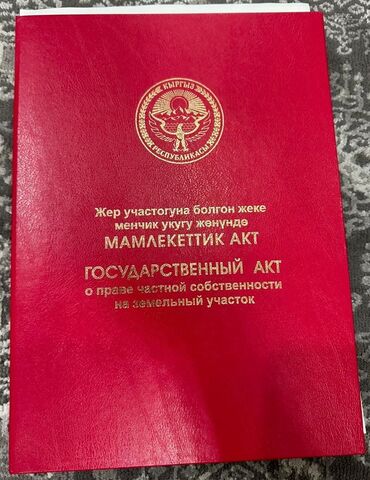 КЫРГЫЗ
РЕСПУБЛИКАСЫ
Жер участогуна болгон жеке
менчик укугу жөнүндө
МАМЛЕКЕТТИК АКТ
ГОСУДАРСТВЕННЫЙ АКТ
о праве частной собственности
на земельный участок